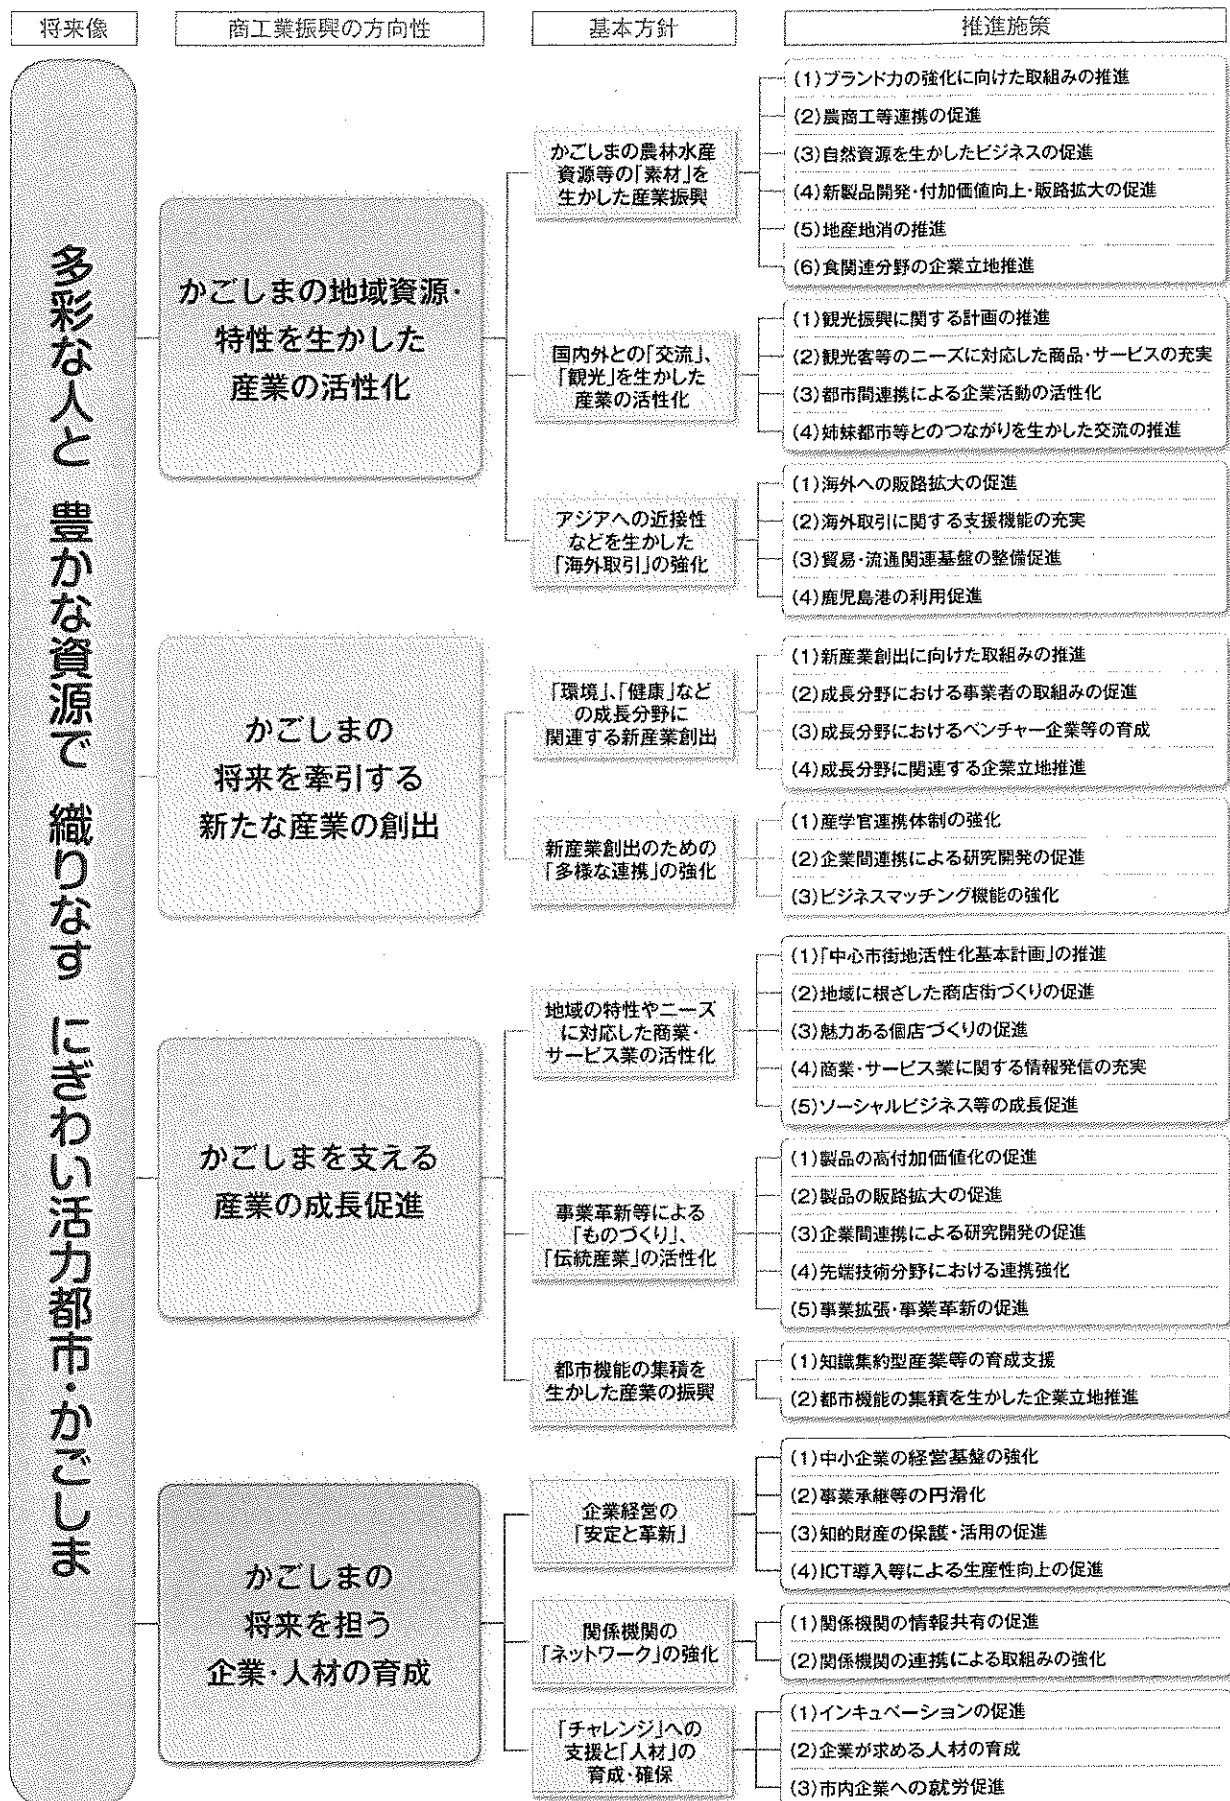 将来像
商工業振興の方向性
基本方針
推進施策
多彩な人と 豊かな資源で 織りなす にぎわい活力都市・かごしま
かごしまの地域資源・
特性を生かした
産業の活性化
かごしまの農林水産
資源等の「素材」を
生かした産業振興
(1)ブランド力の強化に向けた取組みの推進
(2)農商工等連携の促進
(3)自然資源を生かしたビジネスの促進
(4)新製品開発・付加価値向上・販路拡大の促進
(5)地産地消の推進
(6)食関連分野の企業立地推進
国内外との「交流」、
「観光」を生かした
産業の活性化
(1)観光振興に関する計画の推進
(2)観光客等のニーズに対応した商品・サービスの充実
(3)都市間連携による企業活動の活性化
(4)姉妹都市等とのつながりを生かした交流の推進
アジアへの近接性
などを生かした
「海外取引」の強化
(1)海外への販路拡大の促進
(2)海外取引に関する支援機能の充実
(3)貿易・流通関連基盤の整備促進
(4)鹿児島港の利用促進
かごしまの
将来を牽引する
新たな産業の創出
「環境」、「健康」など
の成長分野に
関連する新産業創出
(1)新産業創出に向けた取組みの推進
(2)成長分野における事業者の取組みの促進
(3)成長分野におけるベンチャー企業等の育成
(4)成長分野に関連する企業立地推進
新産業創出のための
「多様な連携」の強化
(1)産学官連携体制の強化
(2)企業間連携による研究開発の促進
(3)ビジネスマッチング機能の強化
かごしまを支える
産業の成長促進
地域の特性やニーズ
に対応した商業・
サービス業の活性化
(1)「中心市街地活性化基本計画」の推進
(2)地域に根ざした商店街づくりの促進
(3)魅力ある個店づくりの促進
(4)商業・サービス業に関する情報発信の充実
(5)ソーシャルビジネス等の成長促進
事業革新等による
「ものづくり」、
「伝統産業」の活性化
(1)製品の高付加価値化の促進
(2)製品の販路拡大の促進
(3)企業間連携による研究開発の促進
(4)先端技術分野における連携強化
(5)事業拡張・事業革新の促進
都市機能の集積を
生かした産業の振興
(1)知識集約型産業等の育成支援
(2)都市機能の集積を生かした企業立地推進
かごしまの
将来を担う
企業・人材の育成
企業経営の
「安定と革新」
(1)中小企業の経営基盤の強化
(2)事業承継等の円滑化
(3)知的財産の保護・活用の促進
(4)ICT導入等による生産性向上の促進
関係機関の
「ネットワーク」の強化
(1)関係機関の情報共有の促進
(2)関係機関の連携による取組みの強化
「チャレンジ」への
支援と「人材」の
育成・確保
(1)インキュベーションの促進
(2)企業が求める人材の育成
(3)市内企業への就労促進